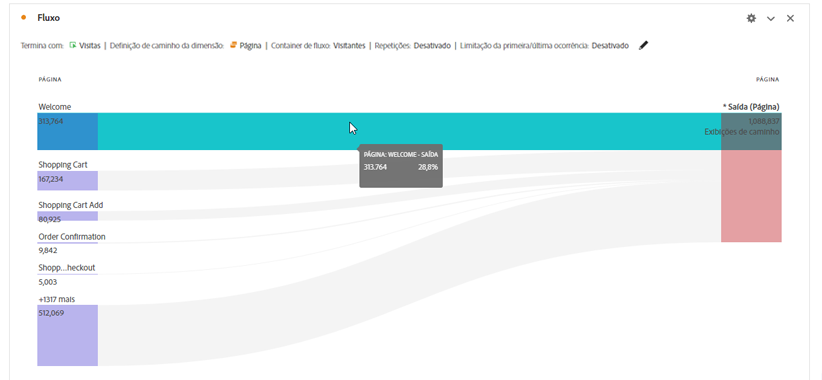 Fluxo
Termina com: Visitas | Definição de caminho da dimensão: Página | Container de fluxo: Visitantes | Repetições: Desativado | Limitação da primeira/última ocorrência: Desativado
PÁGINA PÁGINA
Welcome * Saída (Página)
313,764 1,088,837
Exibições de caminho
PÁGINA: WELCOME - SAÍDA
313.764 28,8%
Shopping Cart
167,234
Shopping Cart Add
80,925
Order Confirmation
9,842
Shopp...heckout
5,003
+1317 mais
512,069